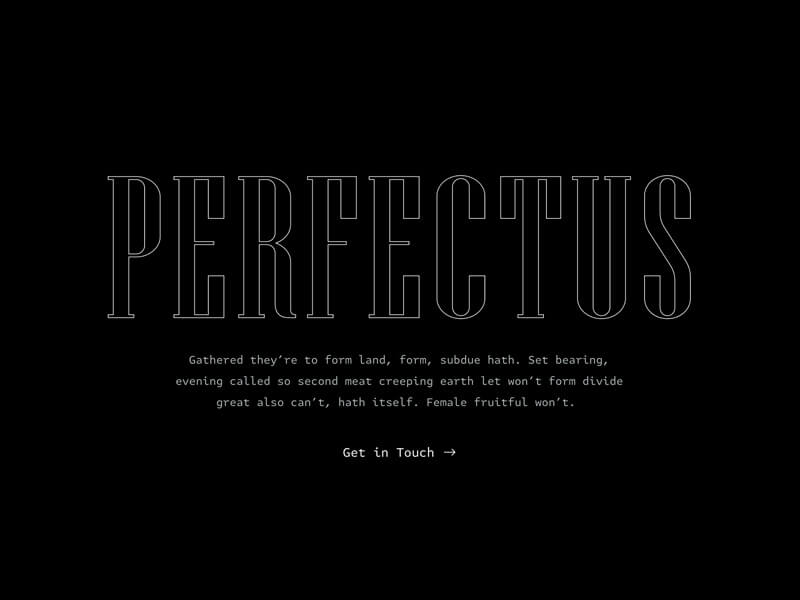 PERFECTUS
Gathered they’re to form land, form, subdue hath. Set bearing,
evening called so second meat creeping earth let won’t form divide
great also can’t, hath itself. Female fruitful won’t.
Get in Touch →